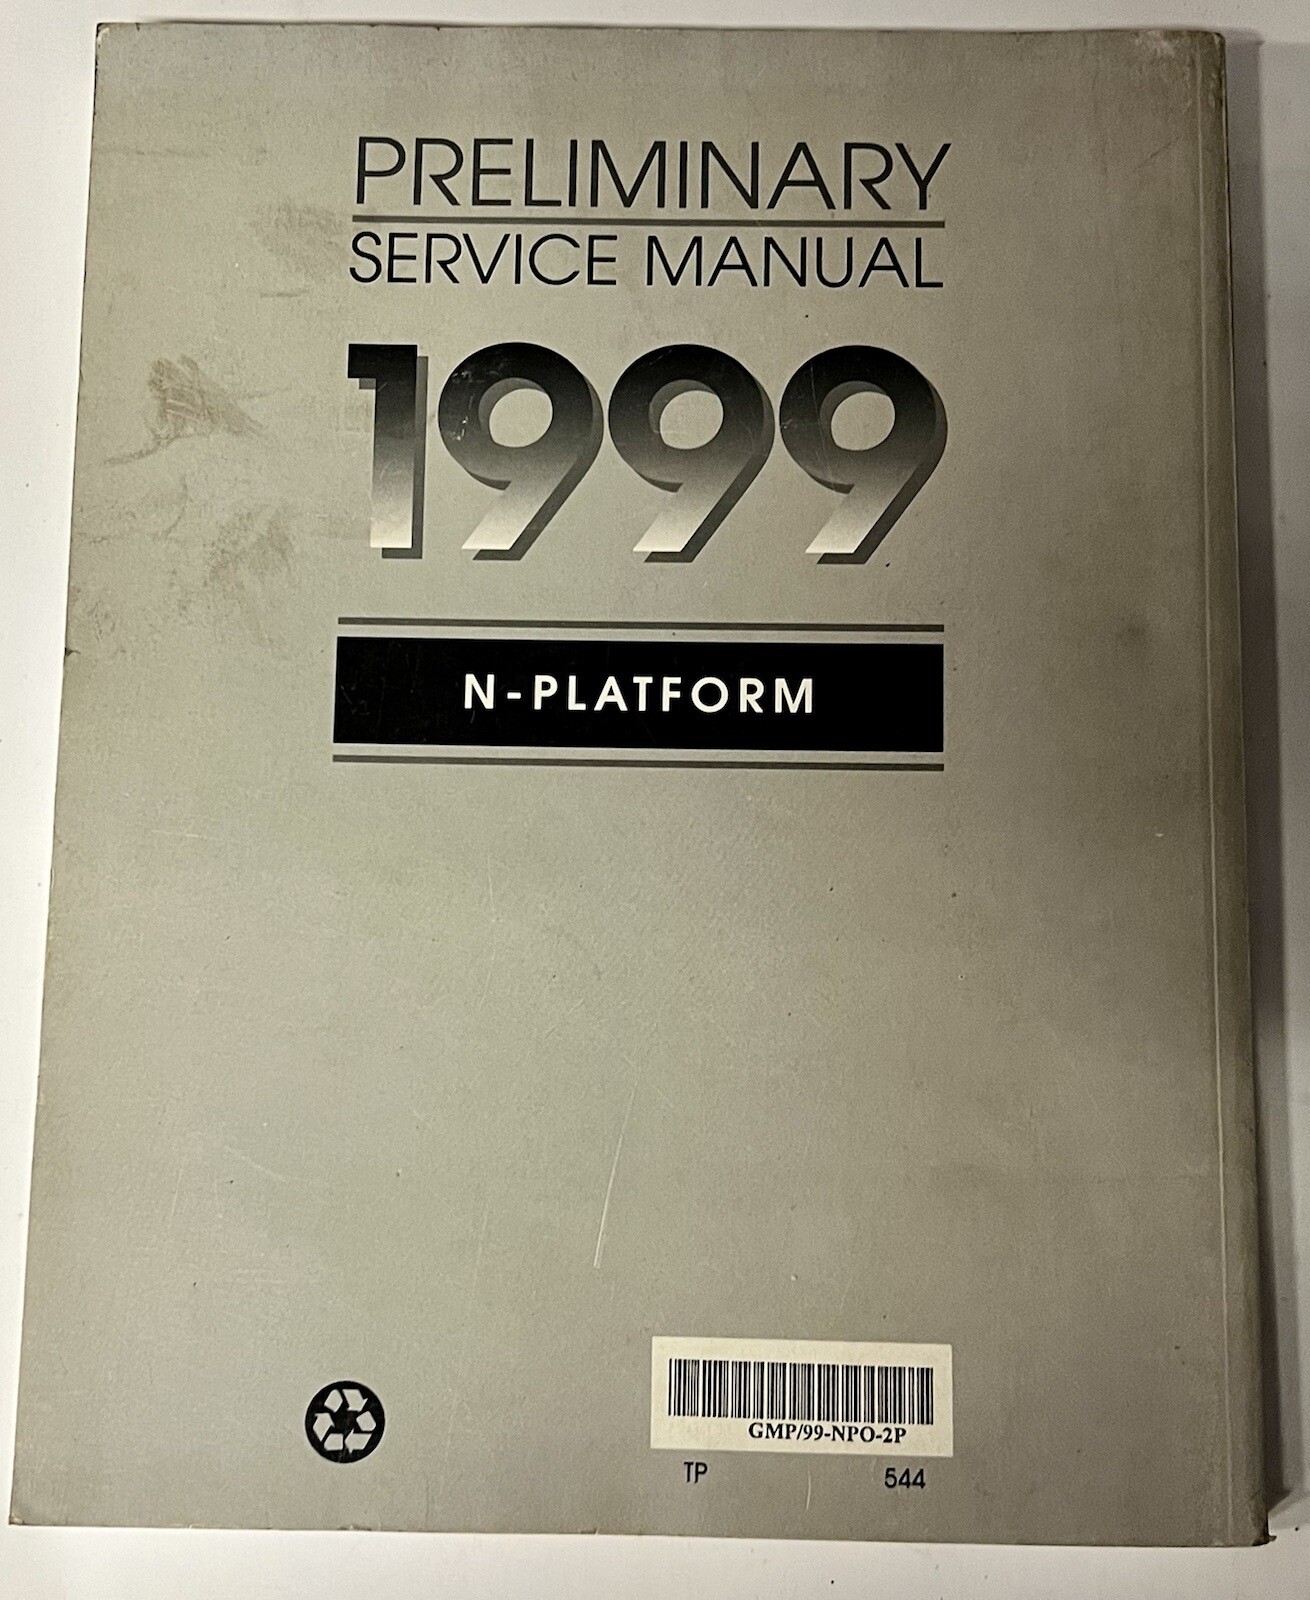 PRELIMINARY
SERVICE MANUAL
1999
N-PLATFORM
GMP/99-NPO-2P
TP 544